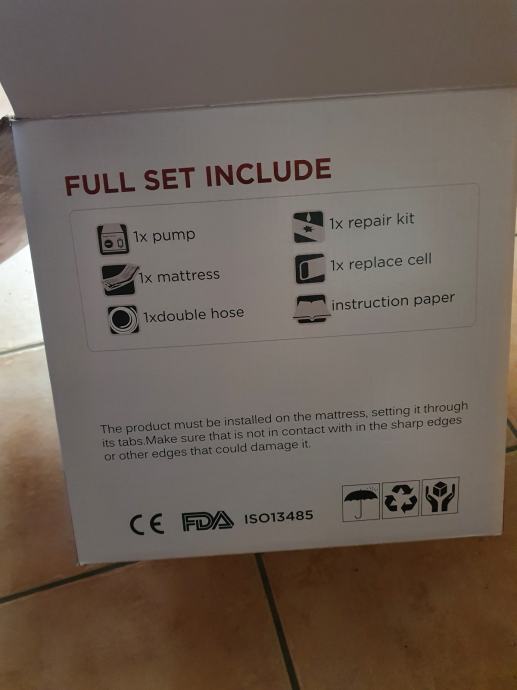 FULL SET INCLUDE
1x pump
1x mattress
1xdouble hose
1x repair kit
1x replace cell
instruction paper
The product must be installed on the mattress, setting it through
its tabs.Make sure that is not in contact with in the sharp edges
or other edges that could damage it.
CE FDA ISO13485